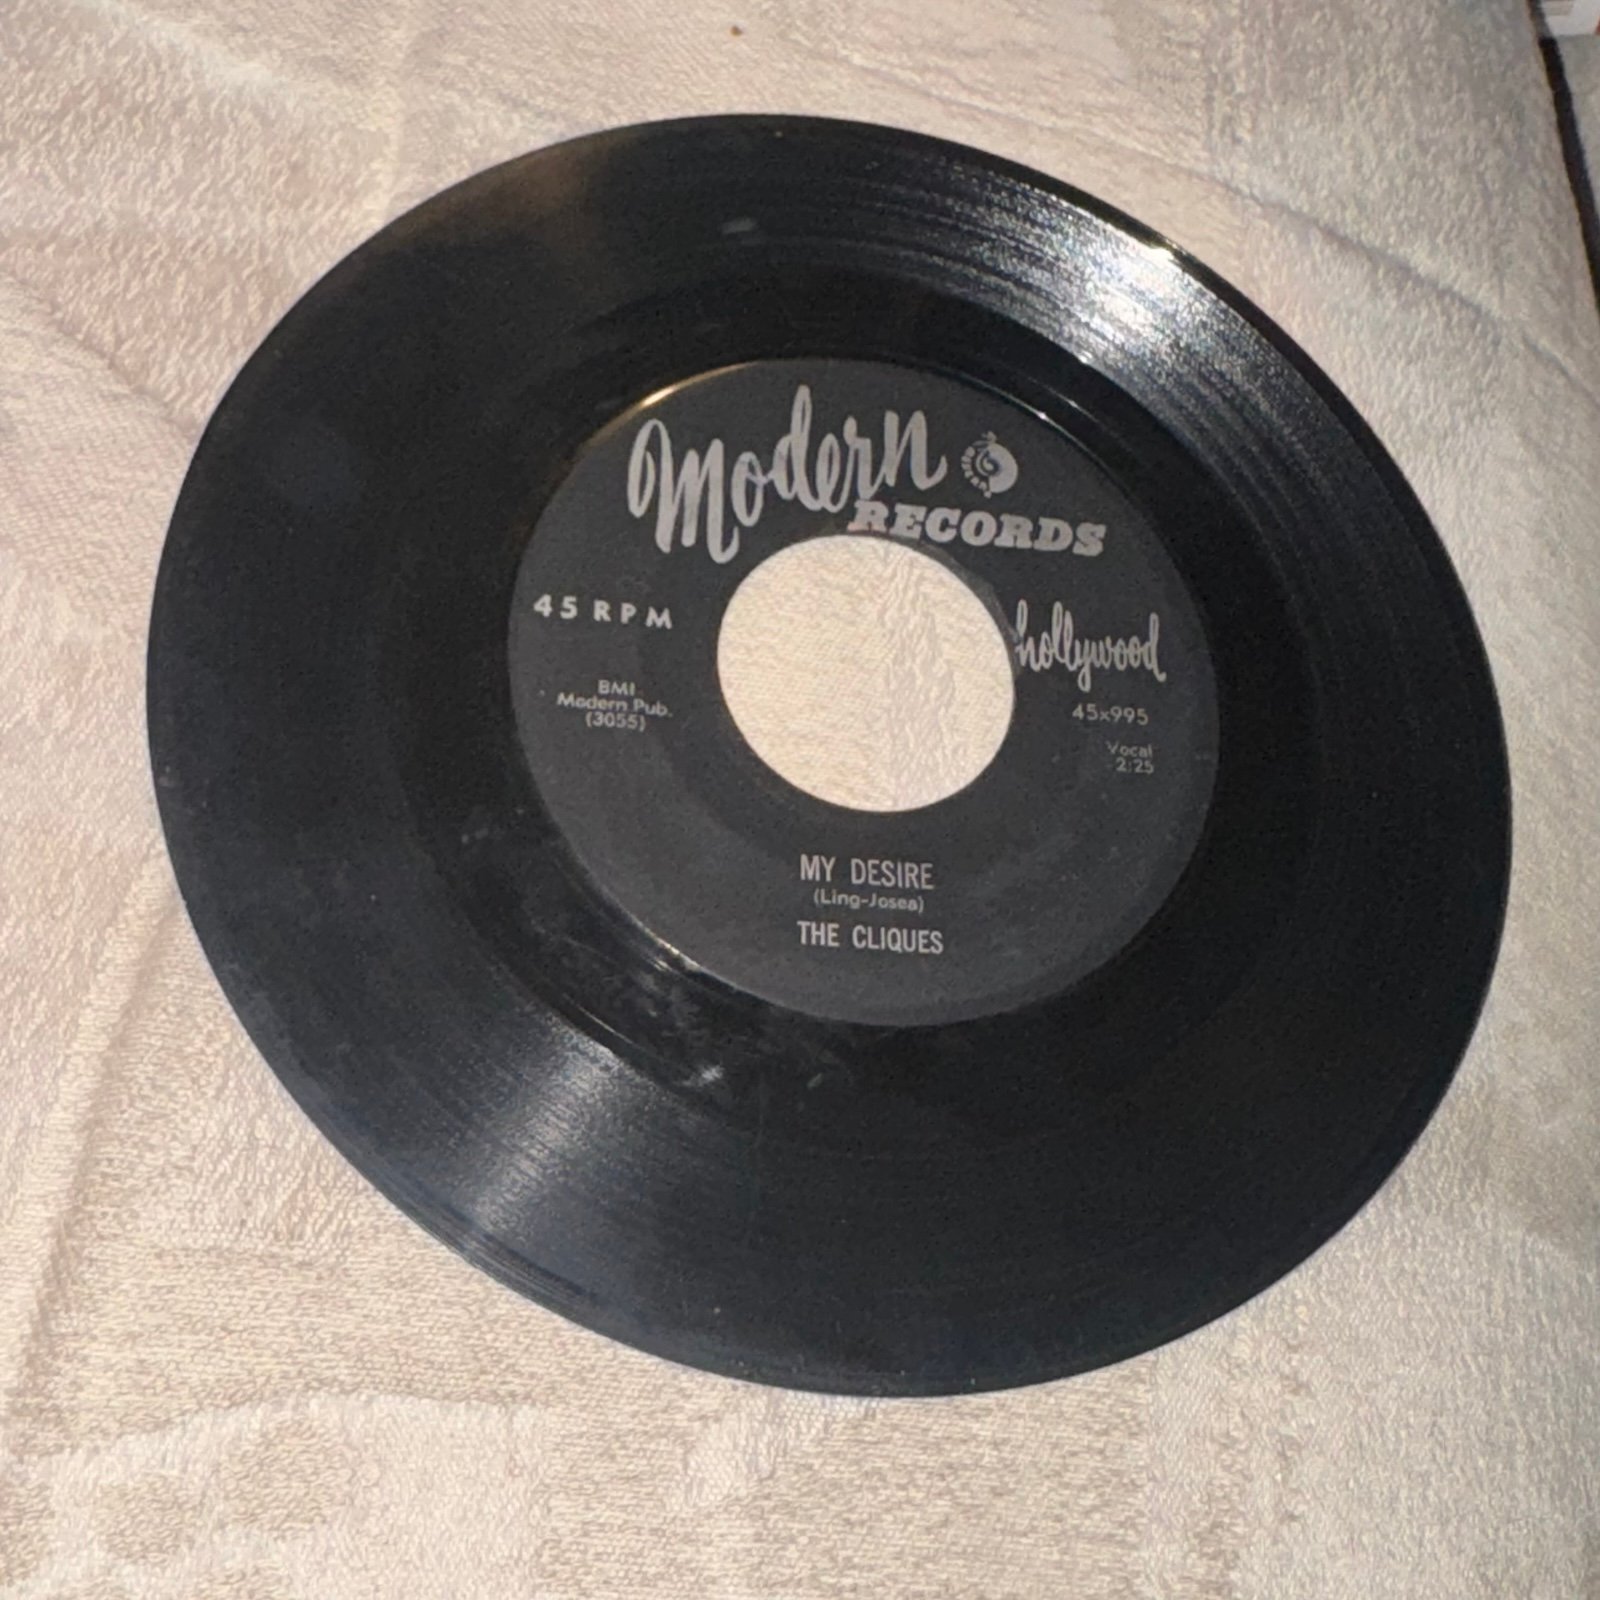 Modern
RECORDS
45 RPM
hollywood
BMI
Modern Pub.
(3055)
45x995
Vocal
2:25
MY DESIRE
(Ling-Josea)
THE CLIQUES